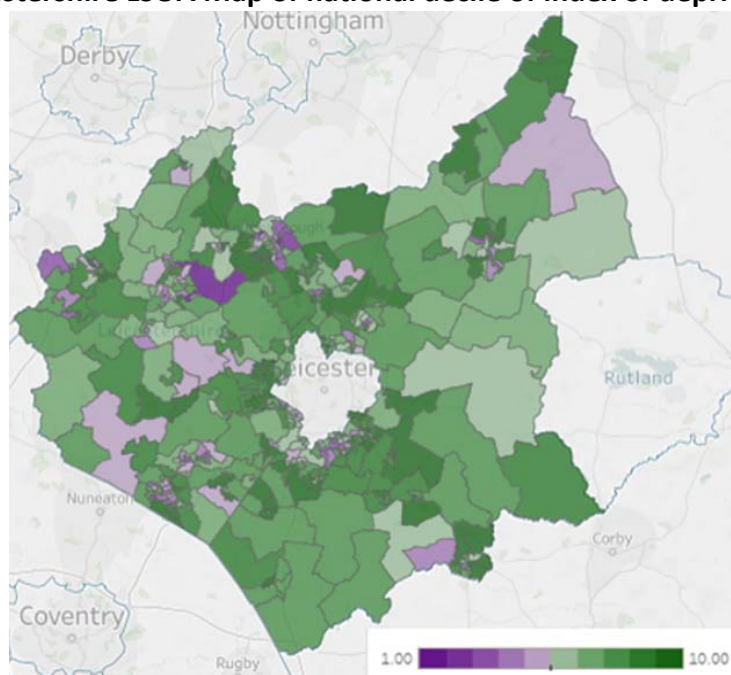 Nottingham
Derby
Leicester
Rutland
Nuneaton
Corby
Coventry
Rugby
1.00
10.00